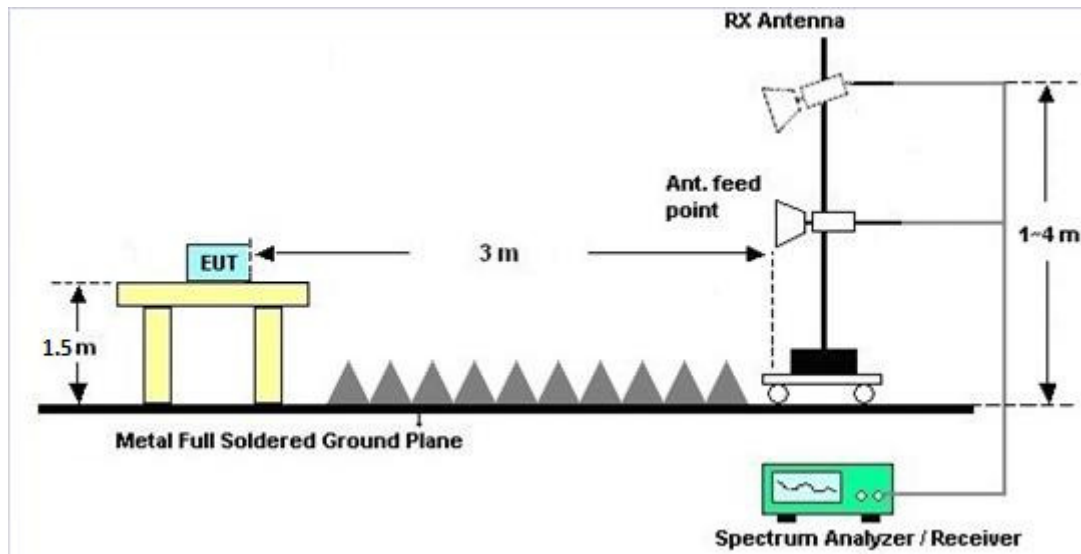 RX Antenna
Ant. feed
point
EUT
3 m
1~4 m
1.5 m
Metal Full Soldered Ground Plane
Spectrum Analyzer / Receiver